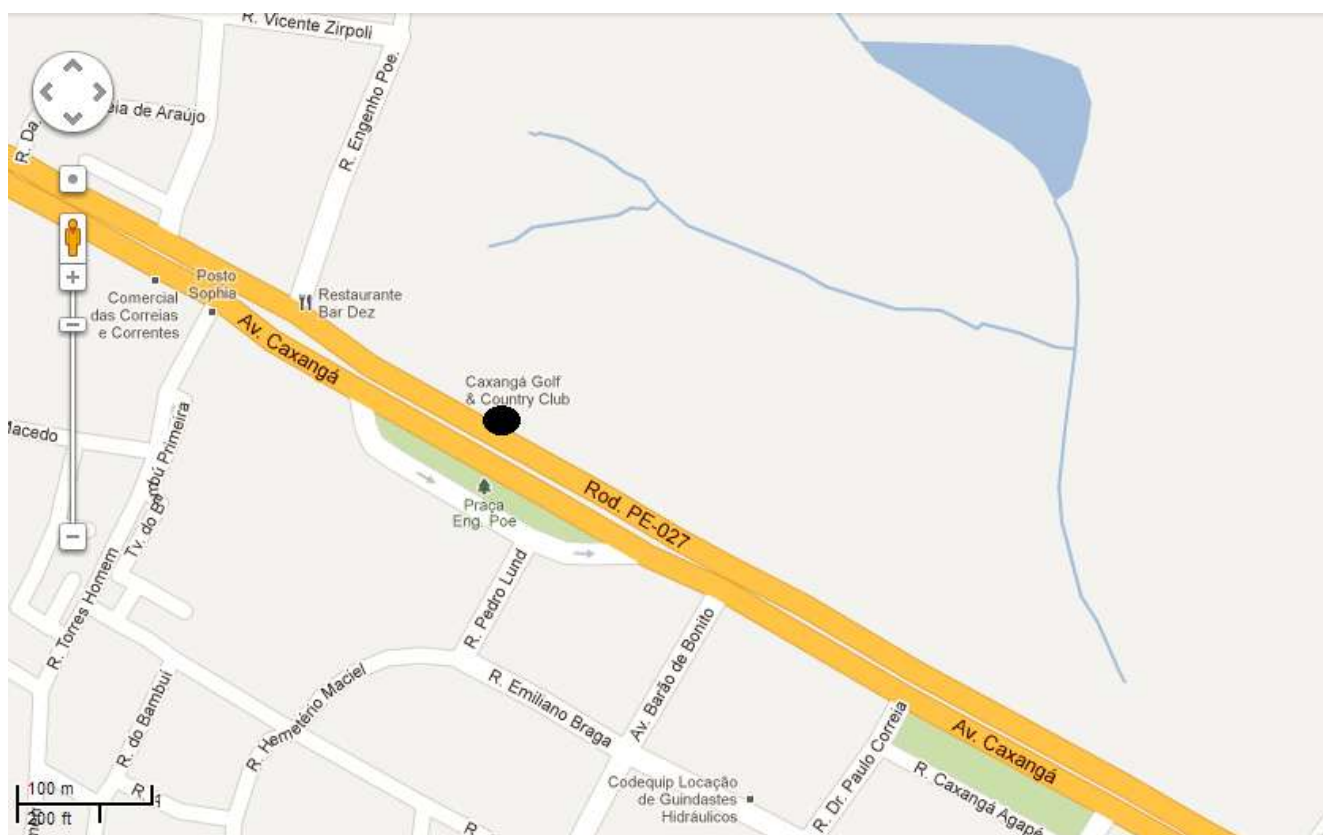 R. Vicente Zirpoli
R. Engenho Poe.
eia de Araújo
R. Da.
Posto
Sophia
Comercial
das Correias
e Correntes
Restaurante
Bar Dez
Av. Caxangá
Caxangá Golf
& Country Club
Macedo
Tv. do Bambú Primeira
Praça
Eng. Poe
Rod. PE-027
R. Pedro Lund
R. Torres Homem
R. do Bambuí
R. Hemetério Maciel
R. Emiliano Braga
Av. Barão de Bonito
R. Dr. Paulo Correia
Av. Caxangá
R. Caxangá Agapé
Codequip Locação
de Guindastes
Hidráulicos
100 m
200 ft
R.
R.